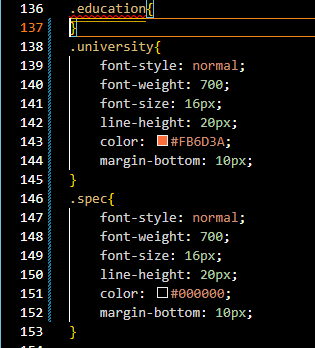 136 .education{
137 }
138 .university{
139 font-style: normal;
140 font-weight: 700;
141 font-size: 16px;
142 line-height: 20px;
143 color: #FB6D3A;
144 margin-bottom: 10px;
145 }
146 .spec{
147 font-style: normal;
148 font-weight: 700;
149 font-size: 16px;
150 line-height: 20px;
151 color: #000000;
152 margin-bottom: 10px;
153 }